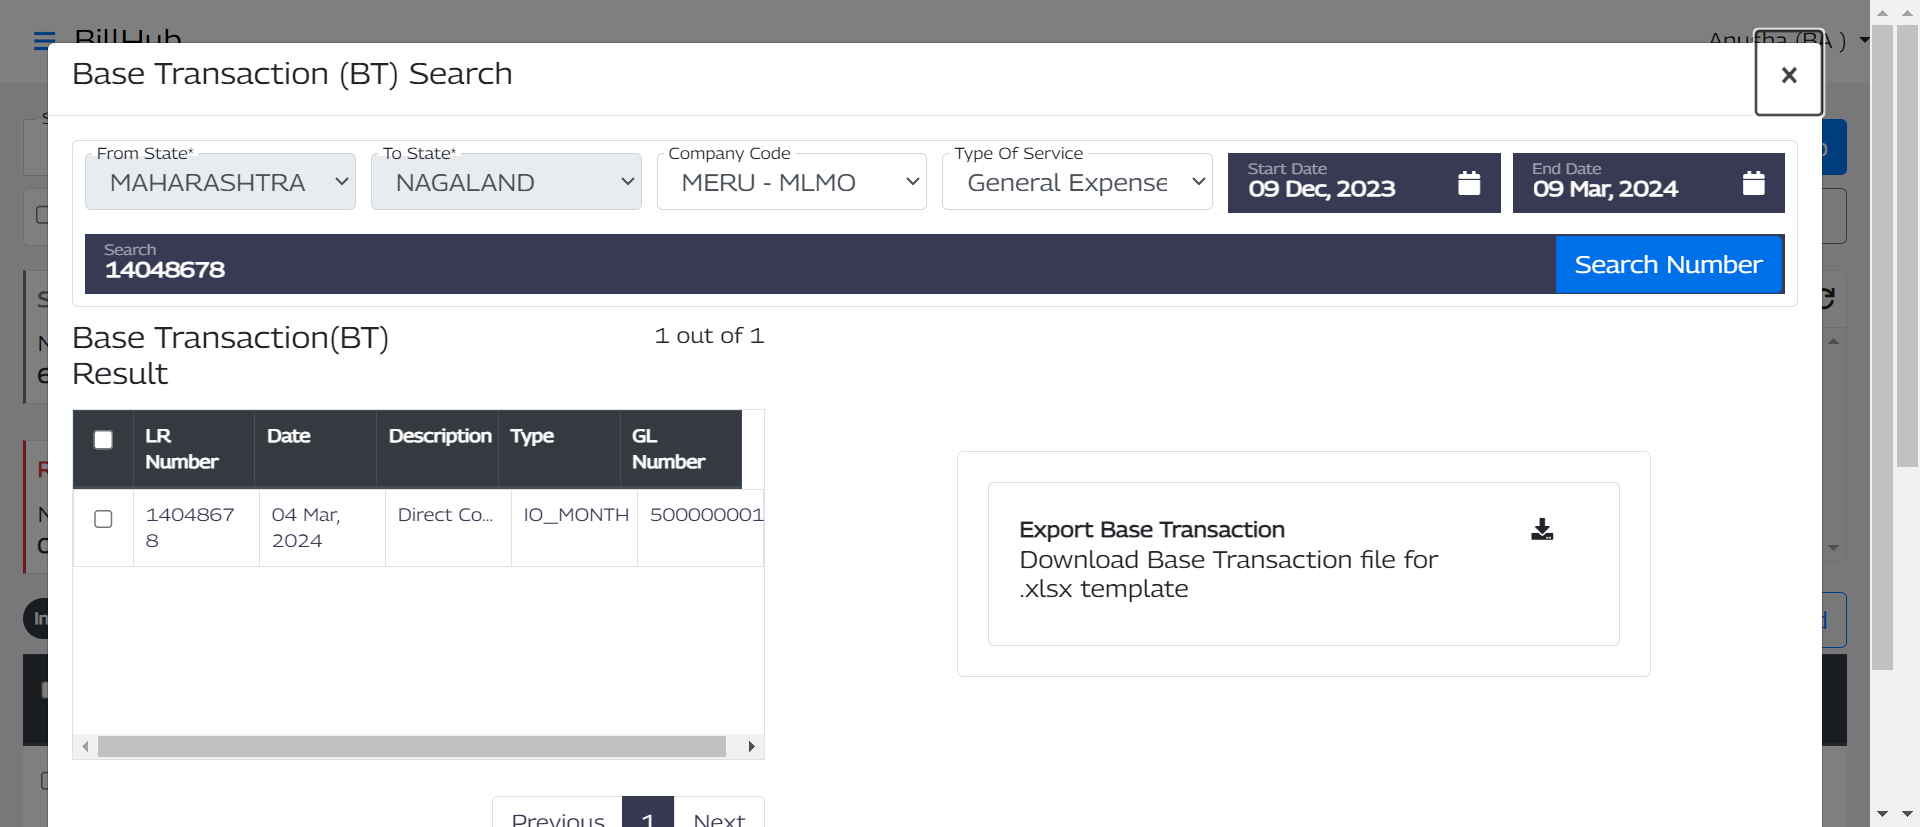 BillHub
Anusha (BA )
Base Transaction (BT) Search
×
From State*
MAHARASHTRA
To State*
NAGALAND
Company Code
MERU - MLMO
Type Of Service
General Expense
Start Date
09 Dec, 2023
End Date
09 Mar, 2024
Search
14048678
Search Number
Base Transaction(BT)
Result
1 out of 1
LR
Number
Date
Description
Type
GL
Number
1404867
8
04 Mar,
2024
Direct Co...
IO_MONTH
500000001
Export Base Transaction
Download Base Transaction file for
.xlsx template
Previous
1
Next